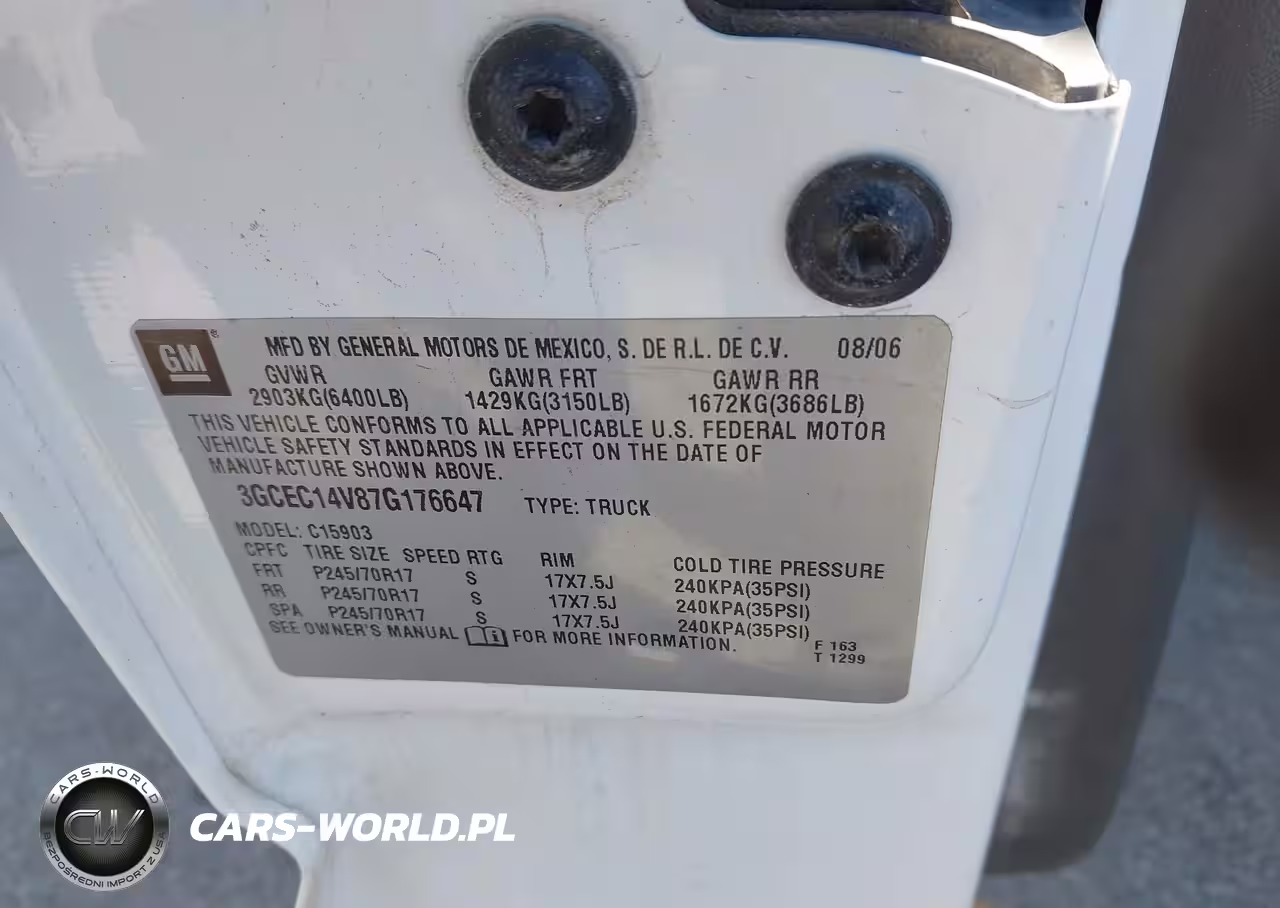 GM ®
MFD BY GENERAL MOTORS DE MEXICO, S. DE R.L. DE C.V. 08/06
GVWR GAWR FRT GAWR RR
2903KG(6400LB) 1429KG(3150LB) 1672KG(3686LB)
THIS VEHICLE CONFORMS TO ALL APPLICABLE U.S. FEDERAL MOTOR
VEHICLE SAFETY STANDARDS IN EFFECT ON THE DATE OF
MANUFACTURE SHOWN ABOVE.
3GCEC14V87G176647 TYPE: TRUCK
MODEL: C15903
CPFC TIRE SIZE SPEED RTG RIM COLD TIRE PRESSURE
FRT P245/70R17 S 17X7.5J 240KPA(35PSI)
RR P245/70R17 S 17X7.5J 240KPA(35PSI)
SPA P245/70R17 S 17X7.5J 240KPA(35PSI)
SEE OWNER'S MANUAL i FOR MORE INFORMATION.
F 163
T 1299
CARS-WORLD
CW
BEZPOŚREDNI IMPORT Z USA
CARS-WORLD.PL